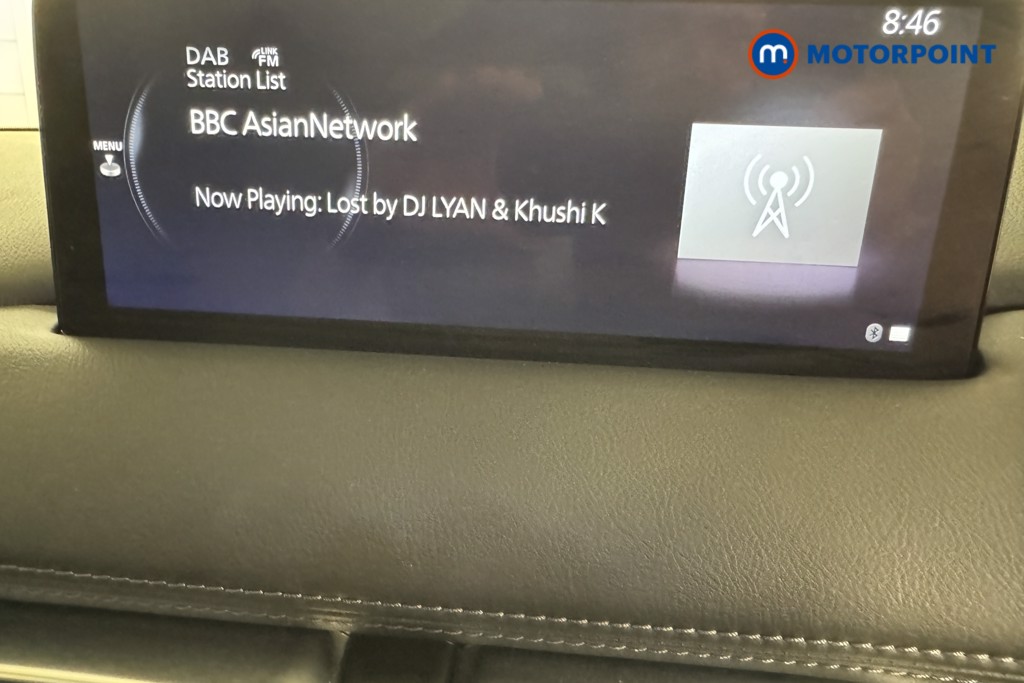 8:46
MOTORPOINT
DAB LINK FM
Station List
BBC AsianNetwork
MENU
Now Playing: Lost by DJ LYAN & Khushi K